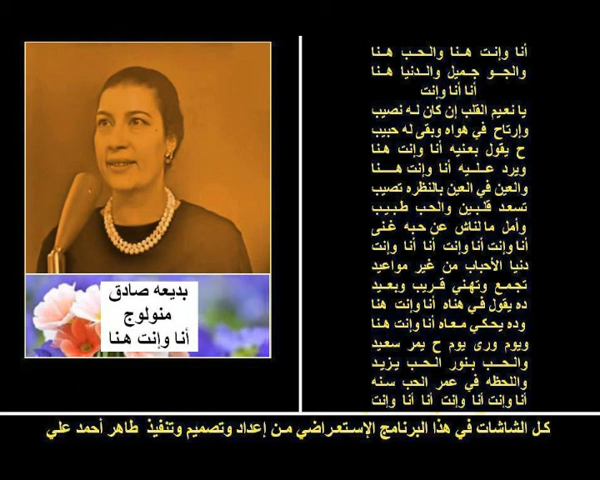 أنا وإنت هنا والحب هنا
والجو جميل والدنيا هنا
أنا أنا وإنت
يا نعيم القلب إن كان له نصيب
وإرتاح في هواه وبقى له حبيب
ح يقول بعنيه أنا وإنت هنا
ويرد عليه أنا وإنت هنا
والعين في العين بالنظره تصيب
تسعد قلبين والحب طبيب
وأمل مالناش عن حبه غنى
أنا وإنت أنا وإنت أنا أنا وإنت
دنيا الأحباب من غير مواعيد
تجمع وتهني قريب وبعيد
ده يقول في هناه أنا وإنت هنا
وده يحكي معاه أنا وإنت هنا
ويوم ورى يوم ح يمر سعيد
والحب بنور الحب يزيد
واللحظه في عمر الحب سنه
أنا وإنت أنا وإنت أنا أنا وإنت
بديعه صادق
منولوج
أنا وإنت هنا
كل الشاشات في هذا البرنامج الإستعراضي من إعداد وتصميم وتنفيذ طاهر أحمد علي